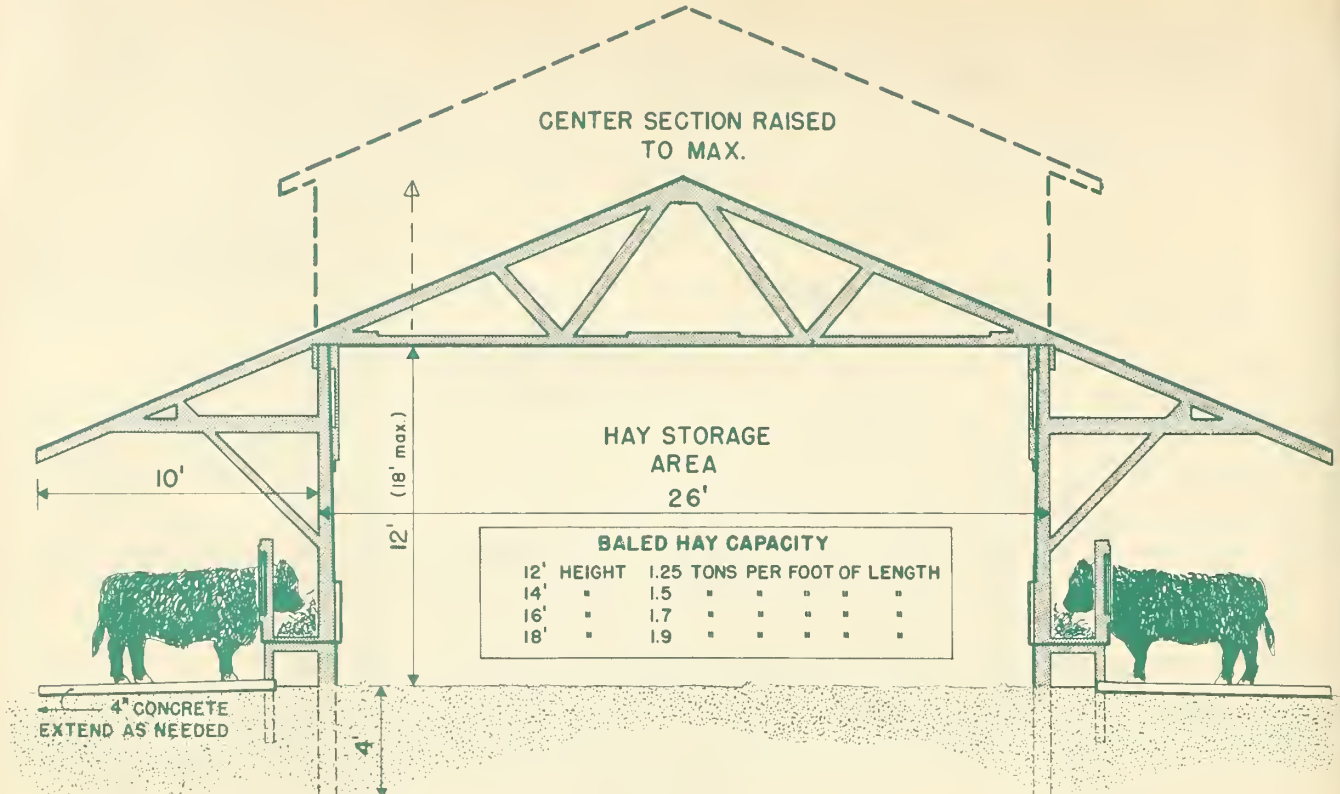 CENTER SECTION RAISED
TO MAX.
HAY STORAGE
AREA
10'
26'
12' (18' max.)
BALED HAY CAPACITY
12' HEIGHT 1.25 TONS PER FOOT OF LENGTH
14' " 1.5 " " " " "
16' " 1.7 " " " " "
18' " 1.9 " " " " "
4" CONCRETE
EXTEND AS NEEDED
4'